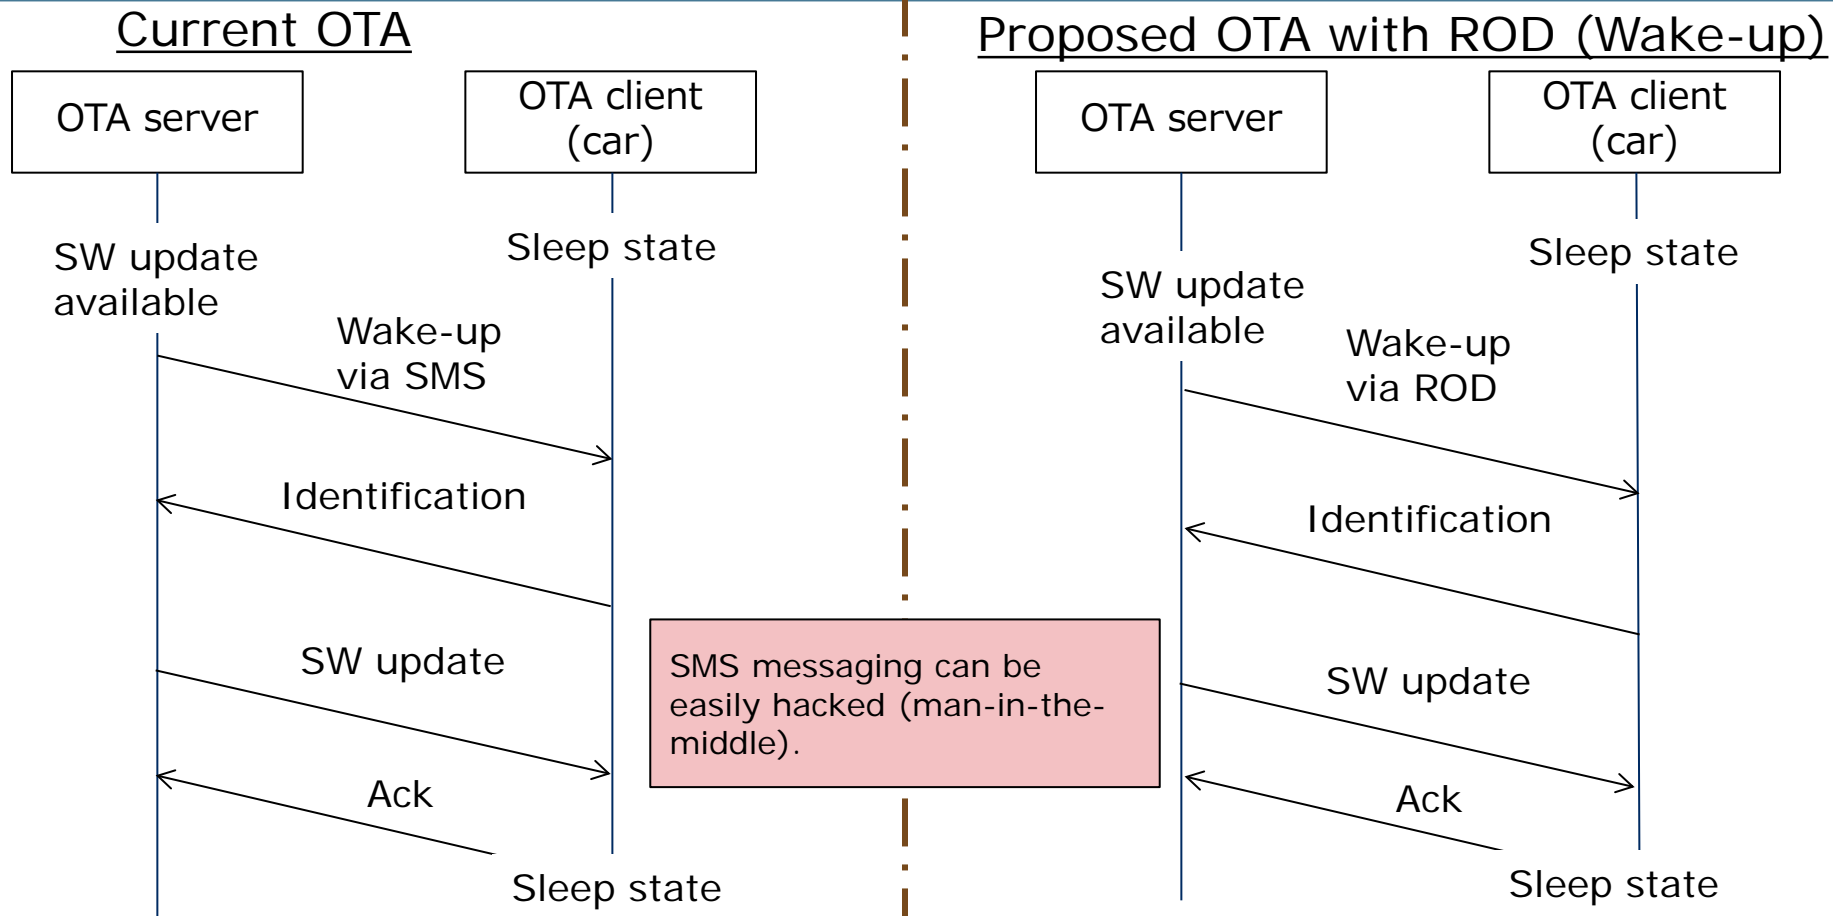 Current OTA
OTA server
OTA client
(car)
Sleep state
SW update
available
Wake-up
via SMS
Identification
SW update
Ack
Sleep state
SMS messaging can be
easily hacked (man-in-the-
middle).
Proposed OTA with ROD (Wake-up)
OTA server
OTA client
(car)
Sleep state
SW update
available
Wake-up
via ROD
Identification
SW update
Ack
Sleep state